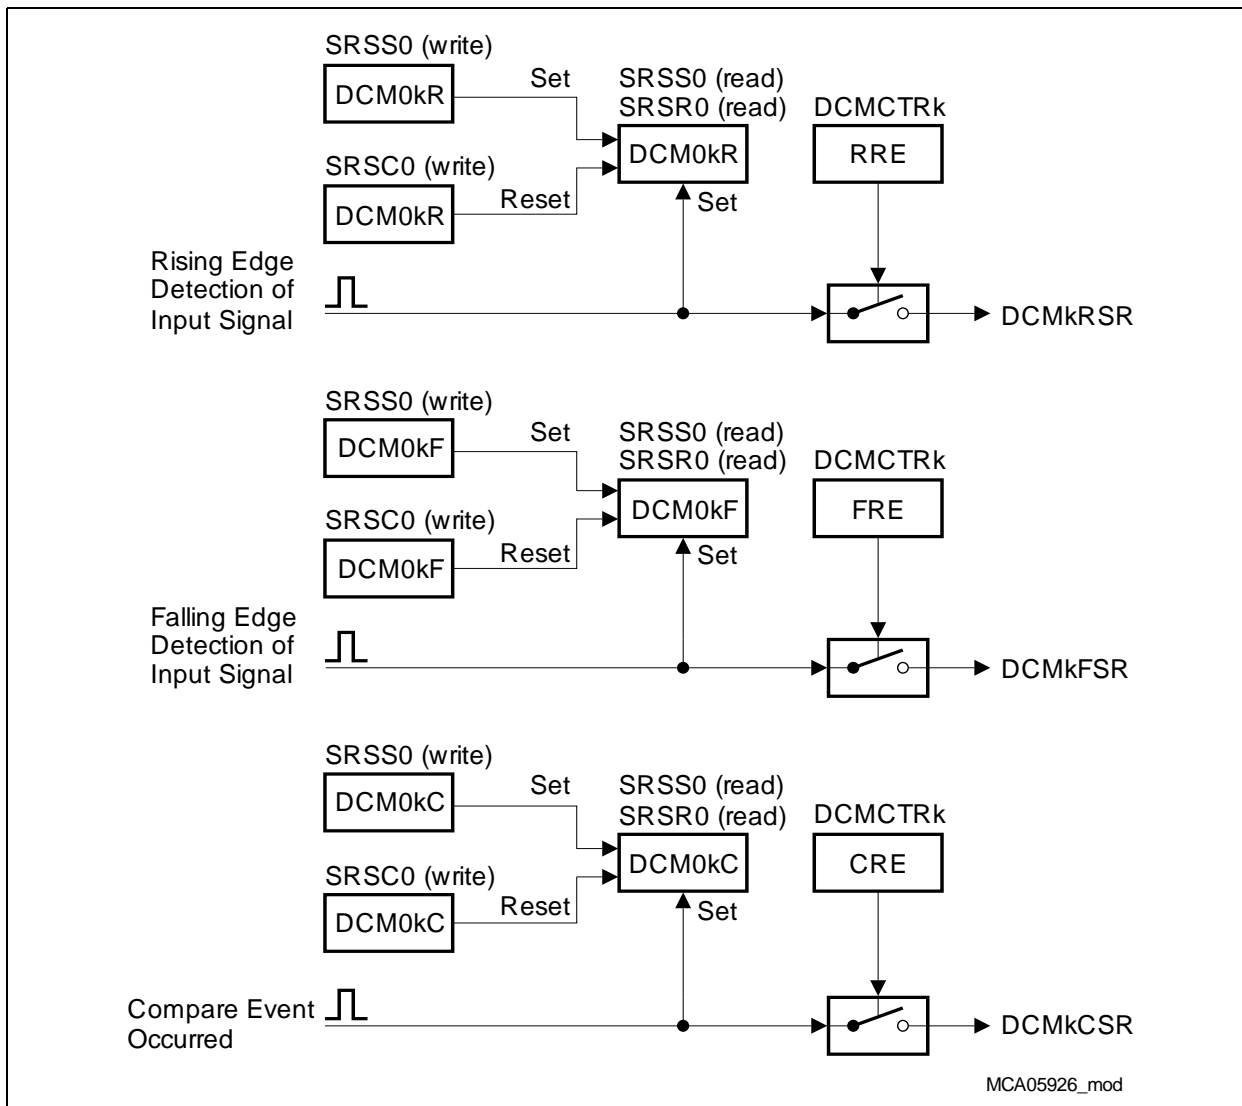 SRSS0 (write)
DCM0kR
Set
SRSS0 (read)
SRSR0 (read)
DCM0kR
DCMCTRk
RRE
SRSC0 (write)
DCM0kR
Reset
Set
Rising Edge
Detection of
Input Signal
DCMkRSR
SRSS0 (write)
DCM0kF
Set
SRSS0 (read)
SRSR0 (read)
DCM0kF
DCMCTRk
FRE
SRSC0 (write)
DCM0kF
Reset
Set
Falling Edge
Detection of
Input Signal
DCMkFSR
SRSS0 (write)
DCM0kC
Set
SRSS0 (read)
SRSR0 (read)
DCM0kC
DCMCTRk
CRE
SRSC0 (write)
DCM0kC
Reset
Set
Compare Event
Occurred
DCMkCSR
MCA05926_mod